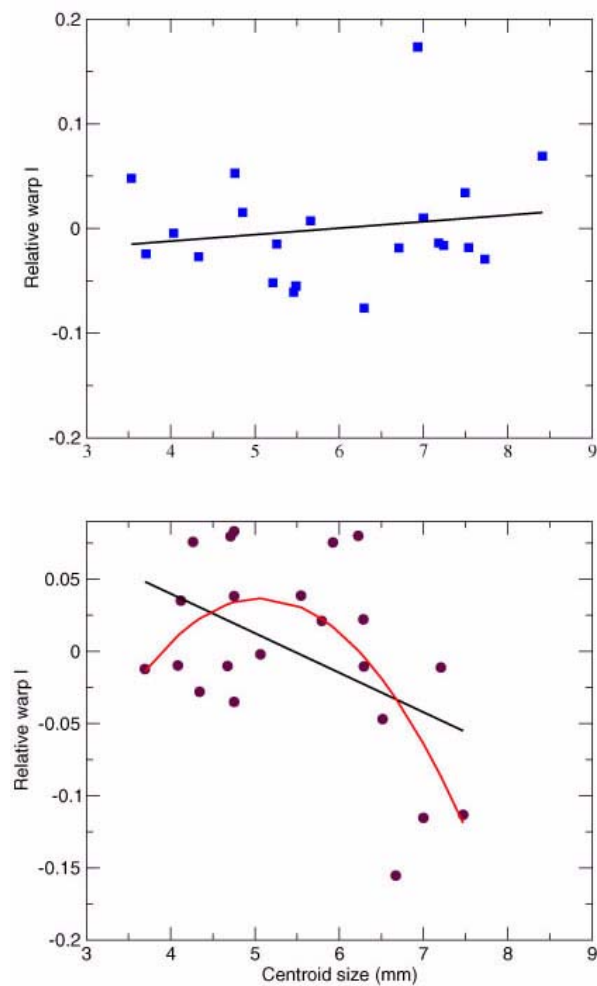 0.2
0.1
0
-0.1
-0.2
Relative warp I
3 4 5 6 7 8 9
0.05
0
-0.05
-0.1
-0.15
-0.2
Relative warp I
3 4 5 6 7 8 9
Centroid size (mm)